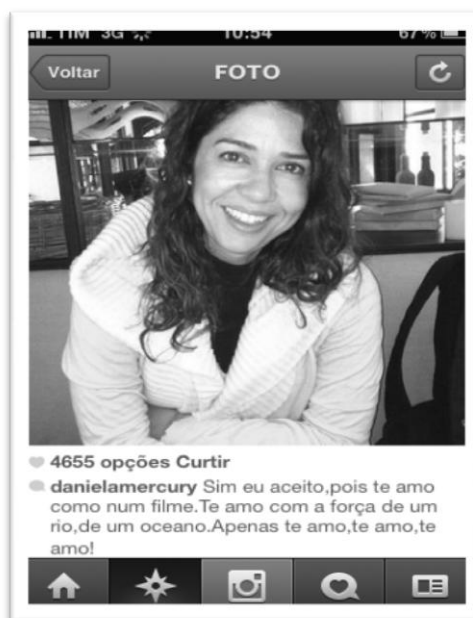 TIM 3G 10:54 67%
Voltar FOTO
4655 opções Curtir
danielamercury Sim eu aceito,pois te amo
como num filme.Te amo com a força de um
rio,de um oceano.Apenas te amo,te amo,te
amo!